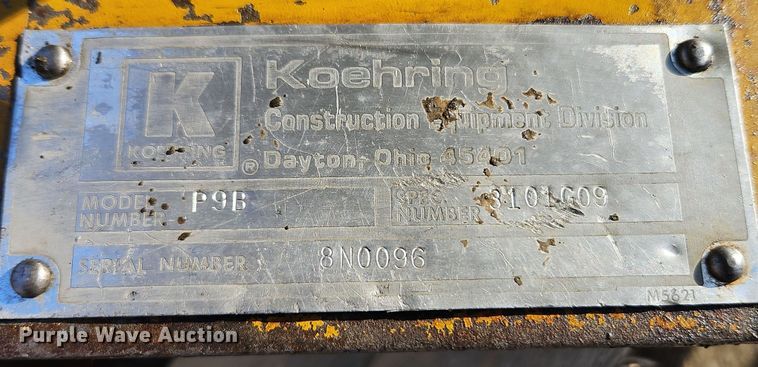 K
KOEHRING
®
Koehring
Construction Equipment Division
Dayton, Ohio 45401
MODEL NUMBER P9B
SPEC. NUMBER 8101G09
SERIAL NUMBER 8N0096
M5621
Purple Wave Auction